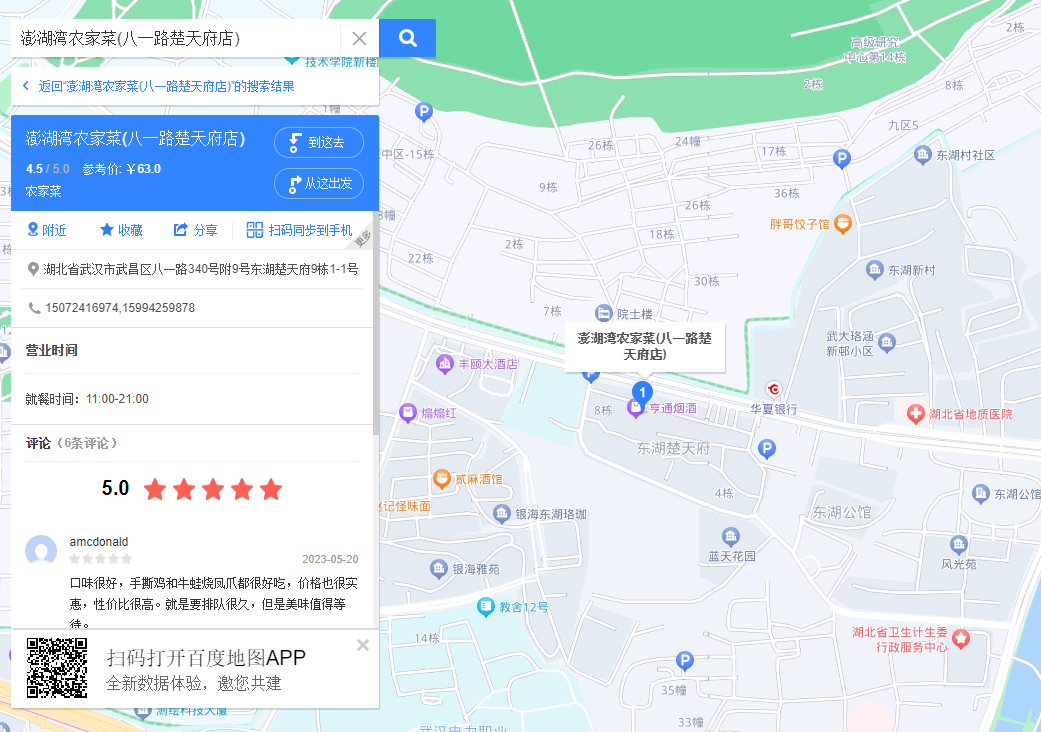 澎湖湾农家菜(八一路楚天府店)
技术学院新楼
返回“澎湖湾农家菜(八一路楚天府店)”的搜索结果
澎湖湾农家菜(八一路楚天府店)
到这去
4.5 / 5.0 参考价: ￥63.0
从这出发
农家菜
附近
收藏
分享
扫码同步到手机
更多
湖北省武汉市武昌区八一路340号附9号东湖楚天府9栋1-1号
15072416974,15994259878
营业时间
就餐时间：11:00-21:00
评论（6条评论）
5.0
amcdonald
2023-05-20
口味很好，手撕鸡和牛蛙烧凤爪都很好吃，价格也很实
惠，性价比很高。就是要排队很久，但是美味值得等
待。
扫码打开百度地图APP
全新数据体验，邀您共建
测绘科技大厦
2栋
高级研究
中心第14栋
2栋
8栋
1幢
P
九区5
中区-15栋
26栋
24幢
17栋
P
东湖村社区
9栋
36栋
26栋
胖哥饺子馆
18栋
2栋
22栋
30栋
东湖新村
7栋
院士楼
澎湖湾农家菜(八一路楚
天府店)
武大珞涵
新邨小区
丰颐大酒店
P
1
8栋
亨通烟酒
华夏银行
熘熘红
湖北省地质医院
东湖楚天府
P
贰麻酒馆
4栋
东湖公馆
记怪味面
银海东湖珞珈
东湖公馆
蓝天花园
风光苑
银海雅苑
教舍12号
14栋
湖北省卫生计生委
行政服务中心
P
35幢
33幢
武汉电力职业